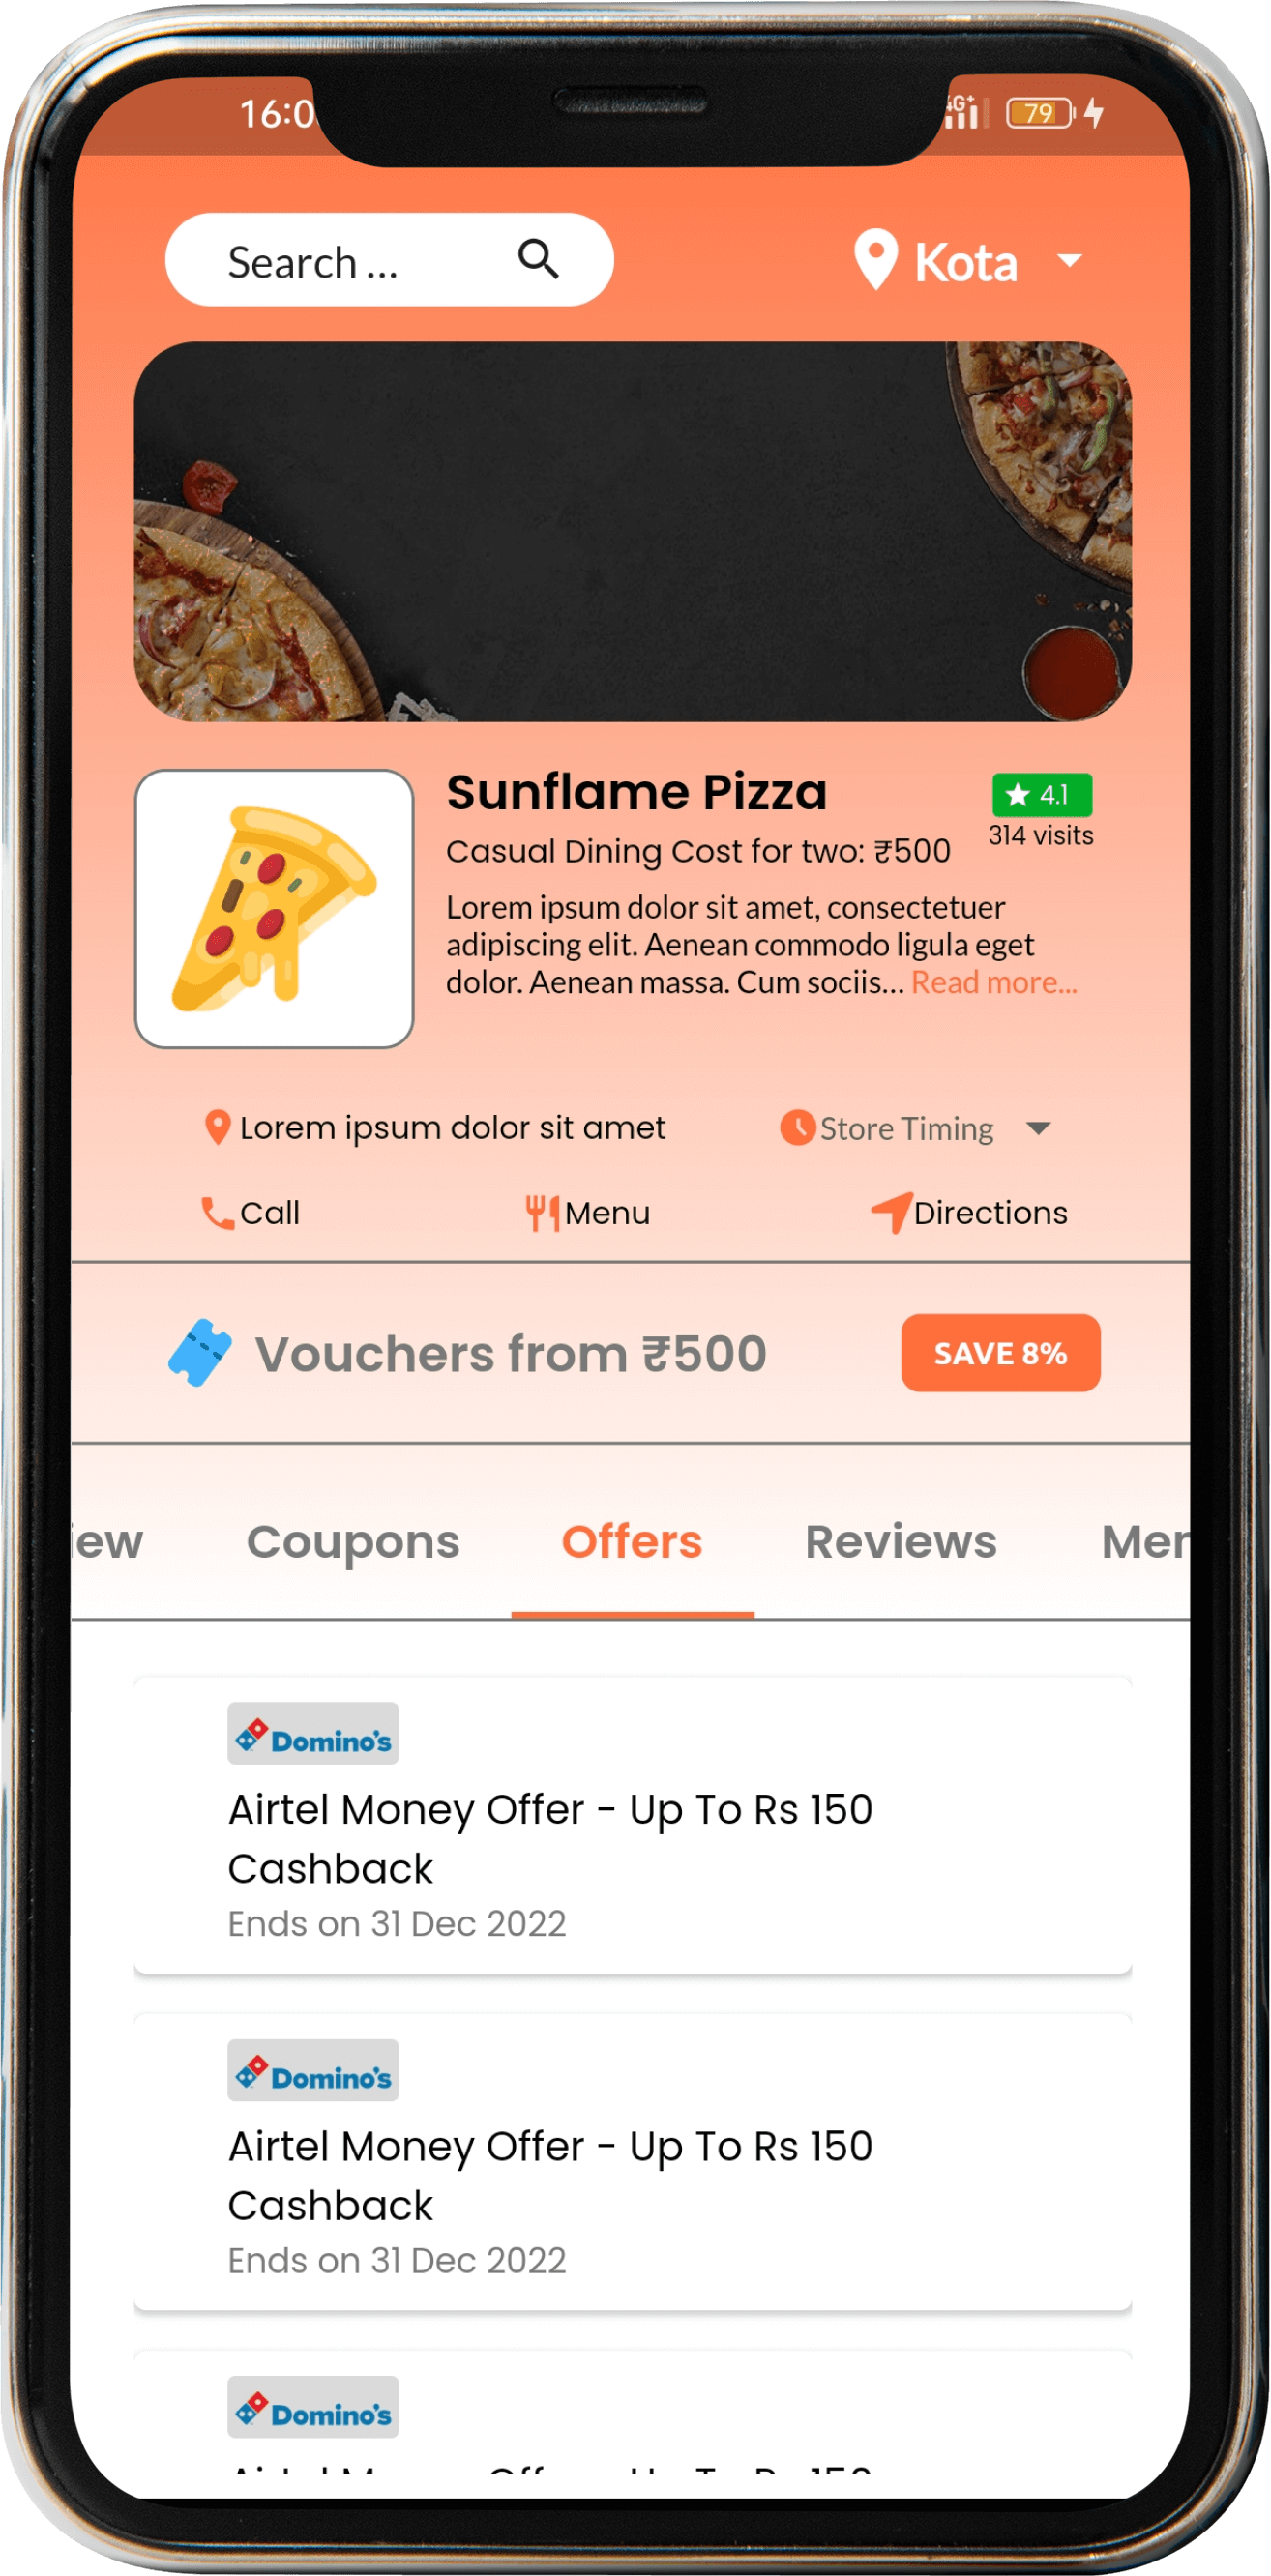 16:0
4G+ 79
Search ...
Kota
Sunflame Pizza
4.1
314 visits
Casual Dining Cost for two: ₹500
Lorem ipsum dolor sit amet, consectetuer
adipiscing elit. Aenean commodo ligula eget
dolor. Aenean massa. Cum sociis... Read more...
Lorem ipsum dolor sit amet
Store Timing
Call
Menu
Directions
Vouchers from ₹500
SAVE 8%
iew
Coupons
Offers
Reviews
Mer
Domino's
Airtel Money Offer - Up To Rs 150
Cashback
Ends on 31 Dec 2022
Domino's
Airtel Money Offer - Up To Rs 150
Cashback
Ends on 31 Dec 2022
Domino's